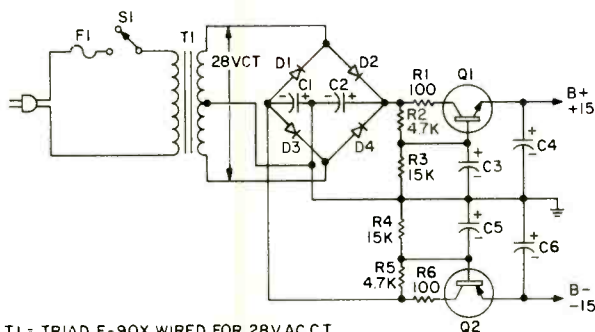 F1
S1
T1
28VCT
D1
D2
- C1 +
- C2 +
D3
D4
R1
100
Q1
B+
+15
R2
4.7K
R3
15K
+
C3
-
+
C4
-
R4
15K
+
C5
-
+
C6
-
R5
4.7K
R6
100
Q2
B-
-15
T1 = TRIAD F-90X WIRED FOR 28V AC CT